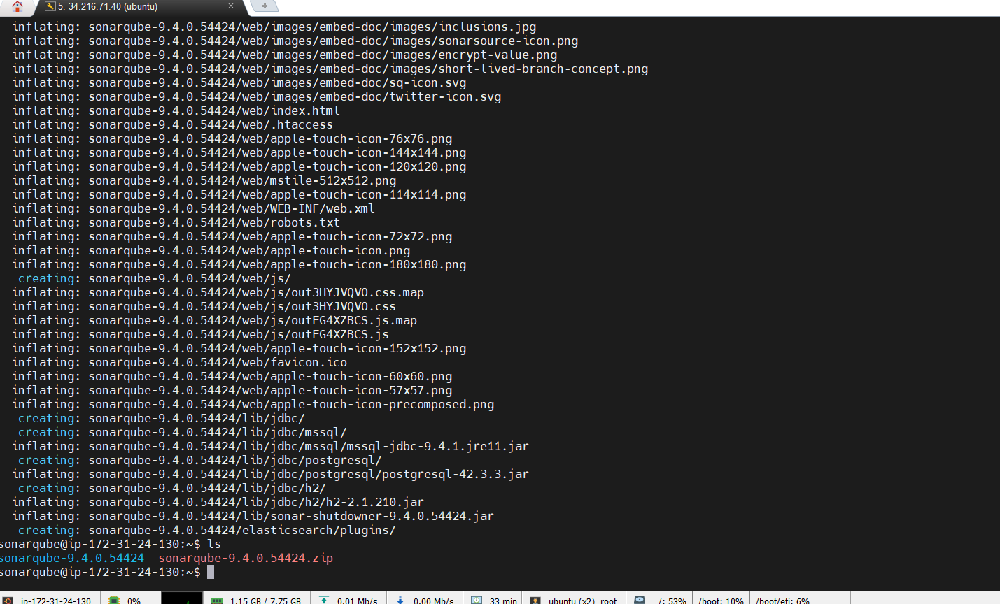 5. 34.216.71.40 (ubuntu)
inflating: sonarqube-9.4.0.54424/web/images/embed-doc/images/inclusions.jpg
inflating: sonarqube-9.4.0.54424/web/images/embed-doc/images/sonarsource-icon.png
inflating: sonarqube-9.4.0.54424/web/images/embed-doc/images/encrypt-value.png
inflating: sonarqube-9.4.0.54424/web/images/embed-doc/images/short-lived-branch-concept.png
inflating: sonarqube-9.4.0.54424/web/images/embed-doc/sq-icon.svg
inflating: sonarqube-9.4.0.54424/web/images/embed-doc/twitter-icon.svg
inflating: sonarqube-9.4.0.54424/web/index.html
inflating: sonarqube-9.4.0.54424/web/.htaccess
inflating: sonarqube-9.4.0.54424/web/apple-touch-icon-76x76.png
inflating: sonarqube-9.4.0.54424/web/apple-touch-icon-144x144.png
inflating: sonarqube-9.4.0.54424/web/apple-touch-icon-120x120.png
inflating: sonarqube-9.4.0.54424/web/mstile-512x512.png
inflating: sonarqube-9.4.0.54424/web/apple-touch-icon-114x114.png
inflating: sonarqube-9.4.0.54424/web/WEB-INF/web.xml
inflating: sonarqube-9.4.0.54424/web/robots.txt
inflating: sonarqube-9.4.0.54424/web/apple-touch-icon-72x72.png
inflating: sonarqube-9.4.0.54424/web/apple-touch-icon.png
inflating: sonarqube-9.4.0.54424/web/apple-touch-icon-180x180.png
creating: sonarqube-9.4.0.54424/web/js/
inflating: sonarqube-9.4.0.54424/web/js/out3HYJVQVO.css.map
inflating: sonarqube-9.4.0.54424/web/js/out3HYJVQVO.css
inflating: sonarqube-9.4.0.54424/web/js/outEG4XZBCS.js.map
inflating: sonarqube-9.4.0.54424/web/js/outEG4XZBCS.js
inflating: sonarqube-9.4.0.54424/web/apple-touch-icon-152x152.png
inflating: sonarqube-9.4.0.54424/web/favicon.ico
inflating: sonarqube-9.4.0.54424/web/apple-touch-icon-60x60.png
inflating: sonarqube-9.4.0.54424/web/apple-touch-icon-57x57.png
inflating: sonarqube-9.4.0.54424/web/apple-touch-icon-precomposed.png
creating: sonarqube-9.4.0.54424/lib/jdbc/
creating: sonarqube-9.4.0.54424/lib/jdbc/mssql/
inflating: sonarqube-9.4.0.54424/lib/jdbc/mssql/mssql-jdbc-9.4.1.jre11.jar
creating: sonarqube-9.4.0.54424/lib/jdbc/postgresql/
inflating: sonarqube-9.4.0.54424/lib/jdbc/postgresql/postgresql-42.3.3.jar
creating: sonarqube-9.4.0.54424/lib/jdbc/h2/
inflating: sonarqube-9.4.0.54424/lib/jdbc/h2/h2-2.1.210.jar
inflating: sonarqube-9.4.0.54424/lib/sonar-shutdowner-9.4.0.54424.jar
creating: sonarqube-9.4.0.54424/elasticsearch/plugins/
sonarqube@ip-172-31-24-130:~$ ls
sonarqube-9.4.0.54424 sonarqube-9.4.0.54424.zip
sonarqube@ip-172-31-24-130:~$
ip-172-31-24-130 0% 1.15 GB / 7.75 GB 0.01 Mb/s 0.00 Mb/s 33 min ubuntu (x2) root /: 53% /boot: 10% /boot/efi: 6%